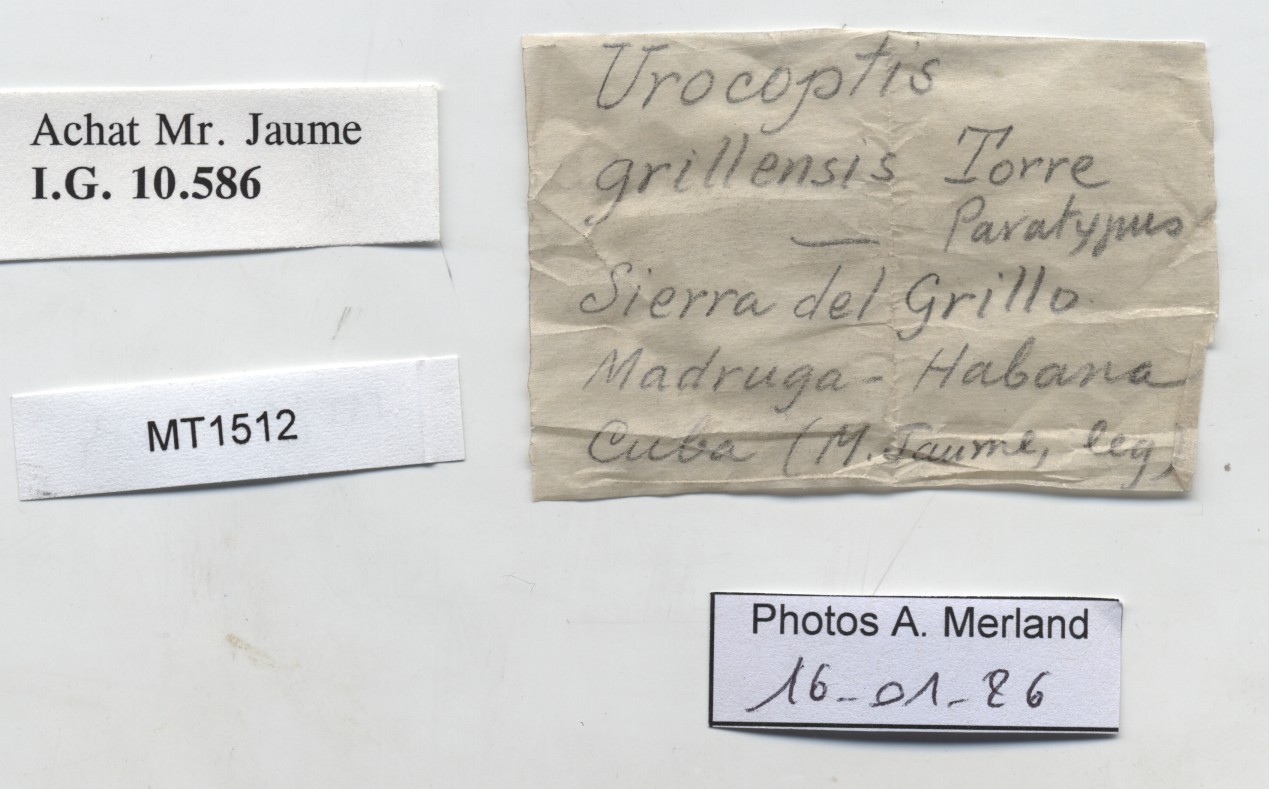 Achat Mr. Jaume
I.G. 10.586
MT1512
Urocoptis
grillensis Torre
— Paratypus
Sierra del Grillo
Madruga - Habana
Cuba (M. Jaume, leg)
Photos A. Merland
16-01-26